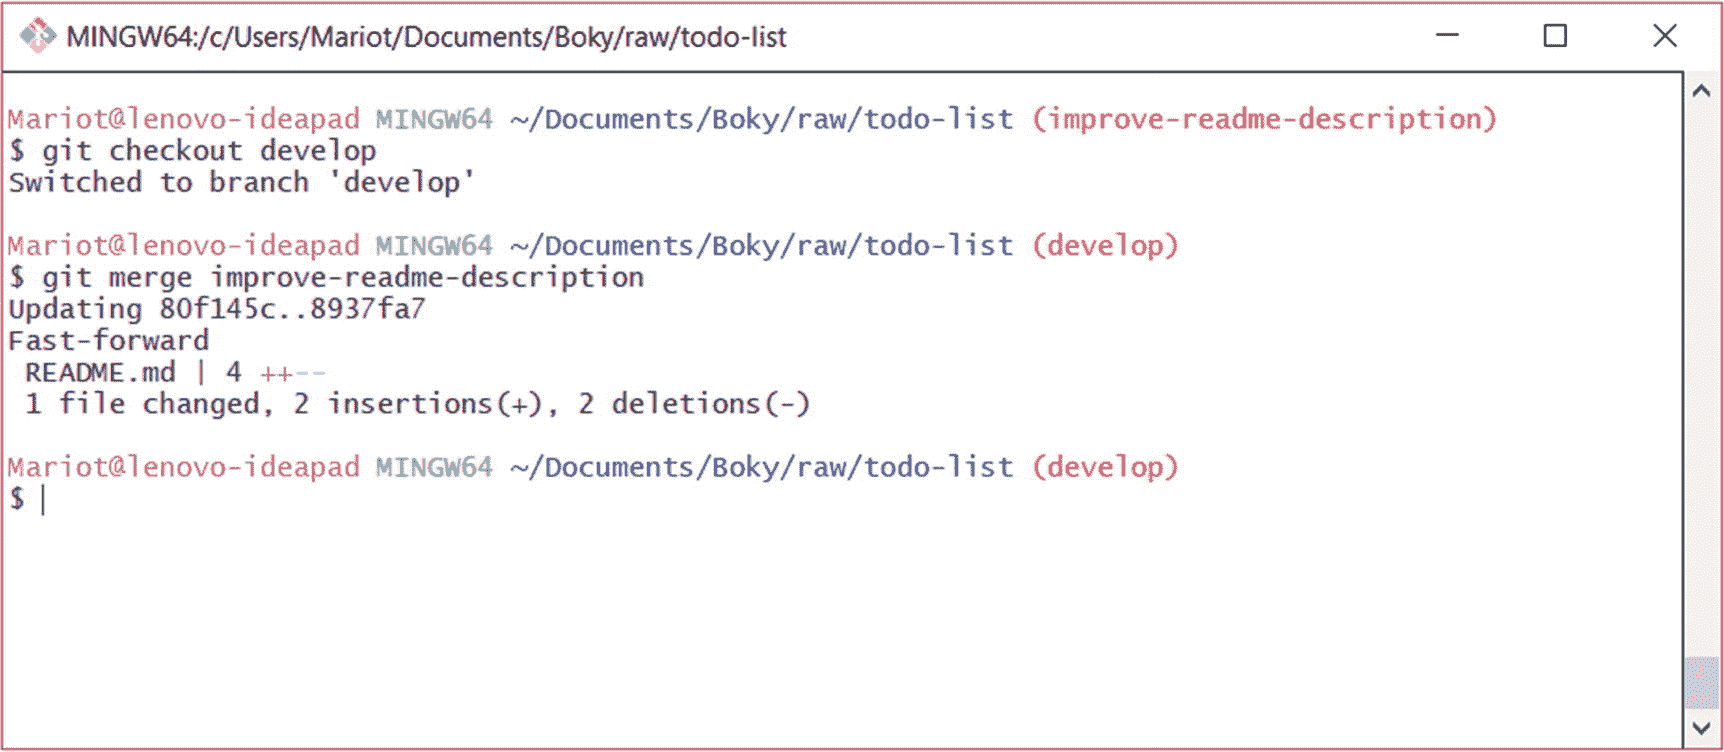 MINGW64:/c/Users/Mariot/Documents/Boky/raw/todo-list
Mariot@lenovo-ideapad MINGW64 ~/Documents/Boky/raw/todo-list (improve-readme-description)
$ git checkout develop
Switched to branch 'develop'
Mariot@lenovo-ideapad MINGW64 ~/Documents/Boky/raw/todo-list (develop)
$ git merge improve-readme-description
Updating 80f145c..8937fa7
Fast-forward
README.md | 4 ++--
1 file changed, 2 insertions(+), 2 deletions(-)
Mariot@lenovo-ideapad MINGW64 ~/Documents/Boky/raw/todo-list (develop)
$